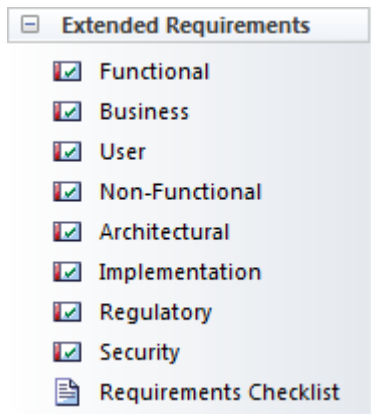 Extended Requirements
Functional
Business
User
Non-Functional
Architectural
Implementation
Regulatory
Security
Requirements Checklist